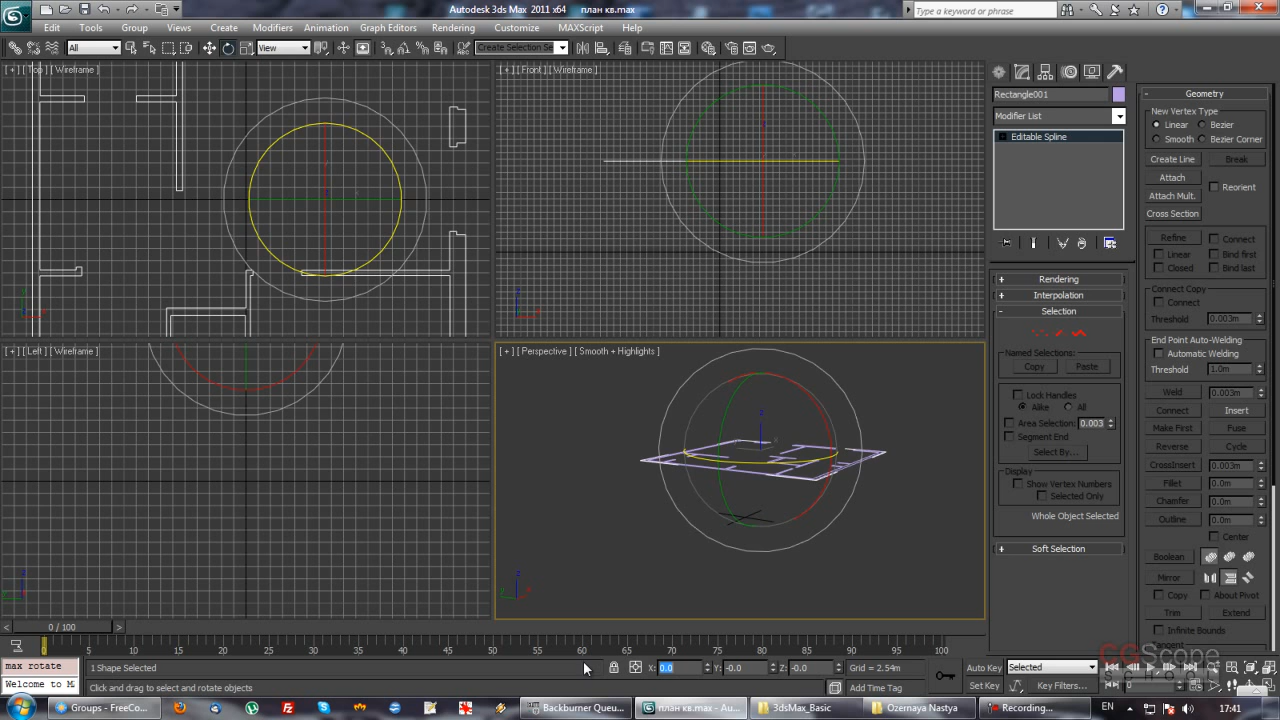 Autodesk 3ds Max 2011 x64 план кв.max
Type a keyword or phrase
Edit Tools Group Views Create Modifiers Animation Graph Editors Rendering Customize MAXScript Help
All View Create Selection Se
[ + ] [ Top ] [ Wireframe ]
[ + ] [ Front ] [ Wireframe ]
[ + ] [ Left ] [ Wireframe ]
[ + ] [ Perspective ] [ Smooth + Highlights ]
Rectangle001
Modifier List
Editable Spline
+ Rendering
+ Interpolation
- Selection
Named Selections:
Copy Paste
Lock Handles
Alike All
Area Selection: 0.003
Segment End
Select By...
Display
Show Vertex Numbers
Selected Only
Whole Object Selected
+ Soft Selection
- Geometry
New Vertex Type
Linear Bezier
Smooth Bezier Corner
Create Line Break
Attach
Reorient
Attach Mult.
Cross Section
Refine Connect
Linear Bind first
Closed Bind last
Connect Copy
Connect
Threshold 0.003m
End Point Auto-Welding
Automatic Welding
Threshold 1.0m
Weld 0.003m
Connect Insert
Make First Fuse
Reverse Cycle
CrossInsert 0.003m
Fillet 0.0m
Chamfer 0.0m
Outline 0.0m
Center
Boolean
Mirror
Copy About Pivot
Trim Extend
Infinite Bounds
Tangent
< 0 / 100 >
0 5 10 15 20 25 30 35 40 45 50 55 60 65 70 75 80 85 90 95 100
max rotate
Welcome to M
1 Shape Selected
Click and drag to select and rotate objects
X: 0.0 Y: -0.0 Z: -0.0 Grid = 2.54m
Add Time Tag
Auto Key Selected
Set Key Key Filters...
0
CGScope
school
Groups - FreeCo...
Backburner Queu...
план кв.max - Au...
3dsMax_Basic
Ozernaya Nastya
Recording...
EN 17:41